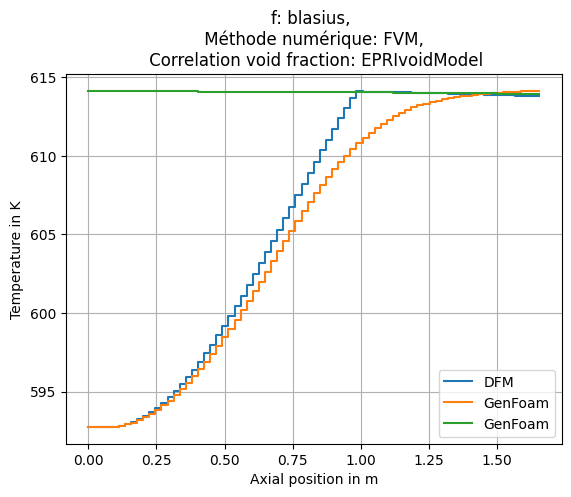 f: blasius,
Méthode numérique: FVM,
Correlation void fraction: EPRIvoidModel
615
610
605
600
595
Temperature in K
DFM
GenFoam
GenFoam
0.00
0.25
0.50
0.75
1.00
1.25
1.50
Axial position in m